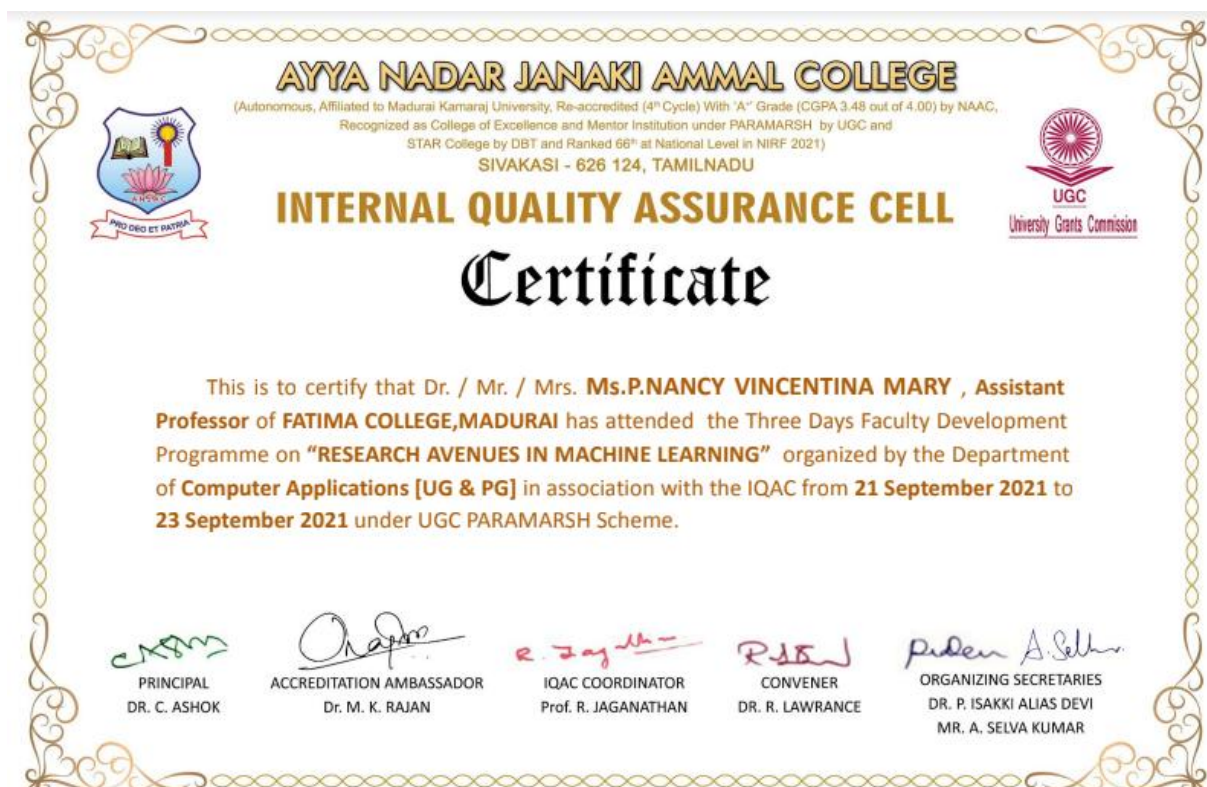 AYYA NADAR JANAKI AMMAL COLLEGE
(Autonomous, Affiliated to Madurai Kamaraj University, Re-accredited (4th Cycle) With 'A+' Grade (CGPA 3.48 out of 4.00) by NAAC,
Recognized as College of Excellence and Mentor Institution under PARAMARSH by UGC and
STAR College by DBT and Ranked 66th at National Level in NIRF 2021)
SIVAKASI - 626 124, TAMILNADU
INTERNAL QUALITY ASSURANCE CELL
PRO DEO ET PATRIA
UGC
University Grants Commission
Certificate
This is to certify that Dr. / Mr. / Mrs. Ms.P.NANCY VINCENTINA MARY , Assistant
Professor of FATIMA COLLEGE,MADURAI has attended the Three Days Faculty Development
Programme on “RESEARCH AVENUES IN MACHINE LEARNING” organized by the Department
of Computer Applications [UG & PG] in association with the IQAC from 21 September 2021 to
23 September 2021 under UGC PARAMARSH Scheme.
PRINCIPAL
DR. C. ASHOK
ACCREDITATION AMBASSADOR
Dr. M. K. RAJAN
IQAC COORDINATOR
Prof. R. JAGANATHAN
CONVENER
DR. R. LAWRANCE
ORGANIZING SECRETARIES
DR. P. ISAKKI ALIAS DEVI
MR. A. SELVA KUMAR